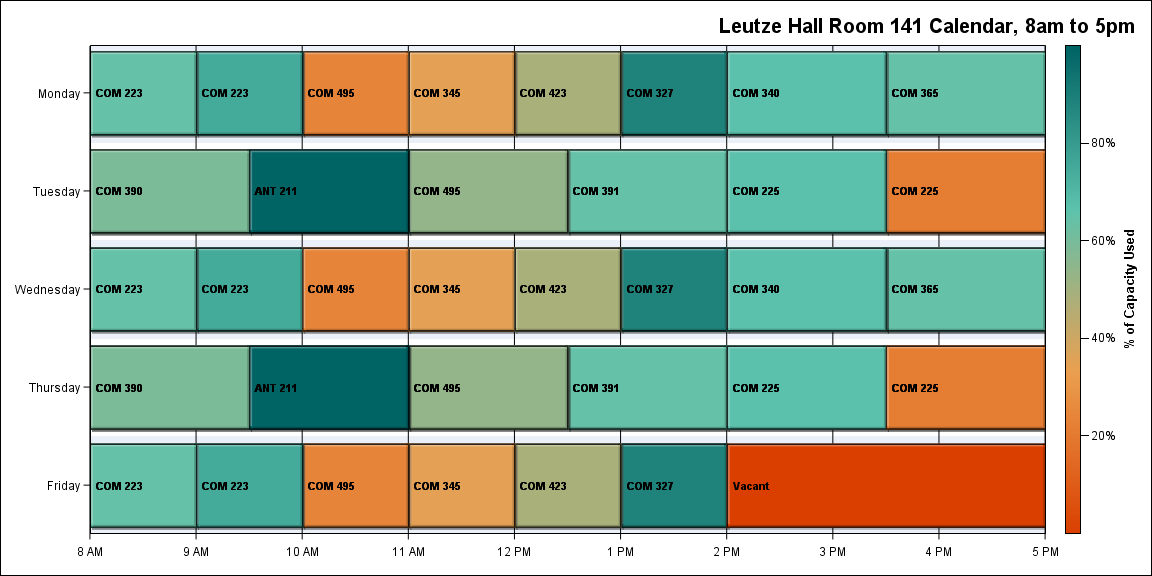 Leutze Hall Room 141 Calendar, 8am to 5pm
Monday
COM 223
COM 223
COM 495
COM 345
COM 423
COM 327
COM 340
COM 365
Tuesday
COM 390
ANT 211
COM 495
COM 391
COM 225
COM 225
Wednesday
COM 223
COM 223
COM 495
COM 345
COM 423
COM 327
COM 340
COM 365
Thursday
COM 390
ANT 211
COM 495
COM 391
COM 225
COM 225
Friday
COM 223
COM 223
COM 495
COM 345
COM 423
COM 327
Vacant
8 AM
9 AM
10 AM
11 AM
12 PM
1 PM
2 PM
3 PM
4 PM
5 PM
80%
60%
40%
20%
% of Capacity Used